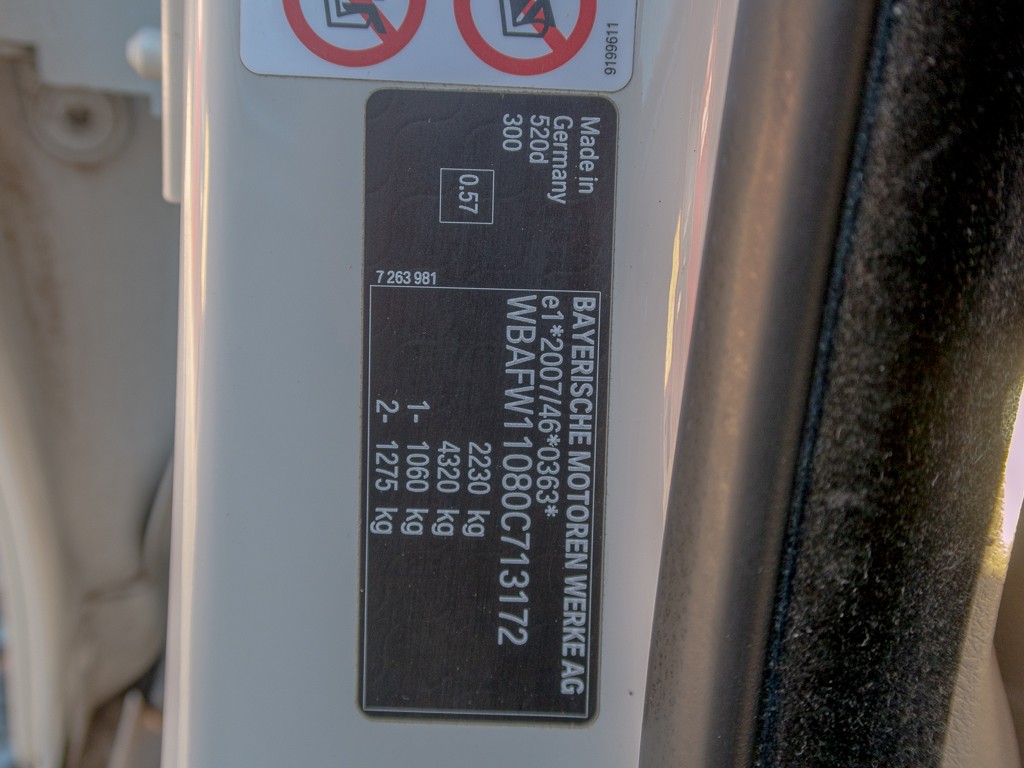 6199611
Made in
Germany
520d
300
0.57
7 263 981
BAYERISCHE MOTOREN WERKE AG
e1*2007/46*0363*
WBAFW11080C713172
2230 kg
4320 kg
1- 1060 kg
2- 1275 kg